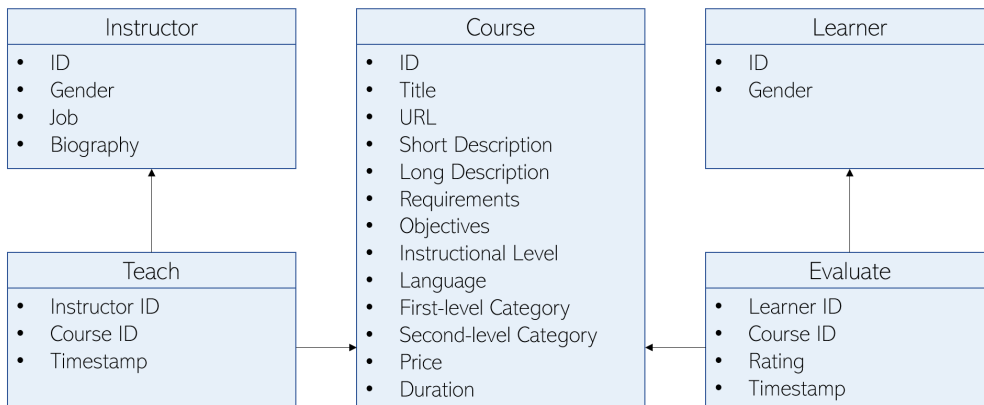 Instructor
• ID
• Gender
• Job
• Biography
Teach
• Instructor ID
• Course ID
• Timestamp
Course
• ID
• Title
• URL
• Short Description
• Long Description
• Requirements
• Objectives
• Instructional Level
• Language
• First-level Category
• Second-level Category
• Price
• Duration
Learner
• ID
• Gender
Evaluate
• Learner ID
• Course ID
• Rating
• Timestamp